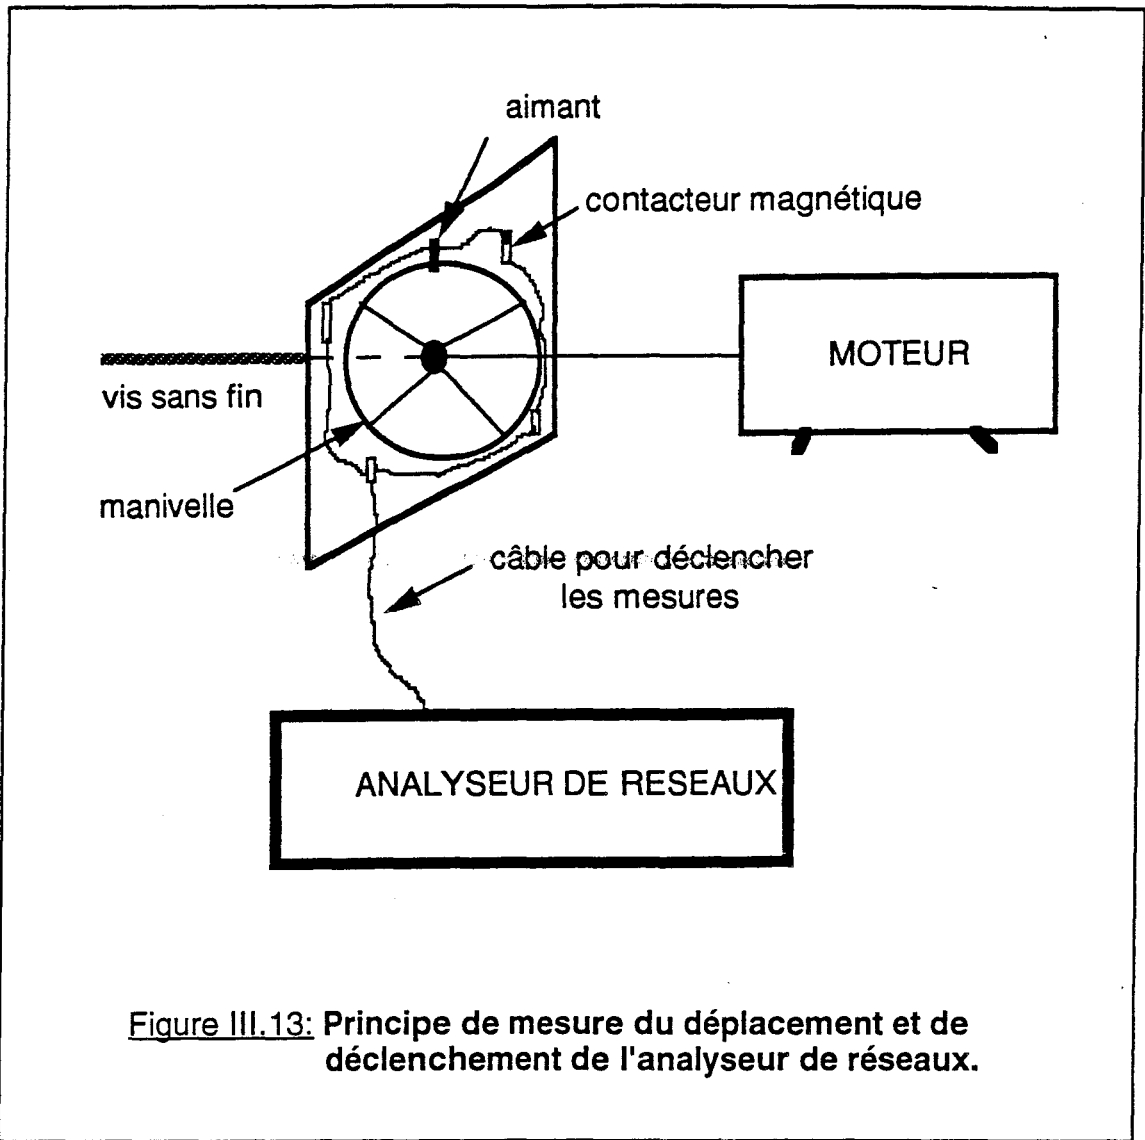 aimant
contacteur magnétique
MOTEUR
vis sans fin
manivelle
câble pour déclencher
les mesures
ANALYSEUR DE RESEAUX
Figure III.13: Principe de mesure du déplacement et de
déclenchement de l'analyseur de réseaux.